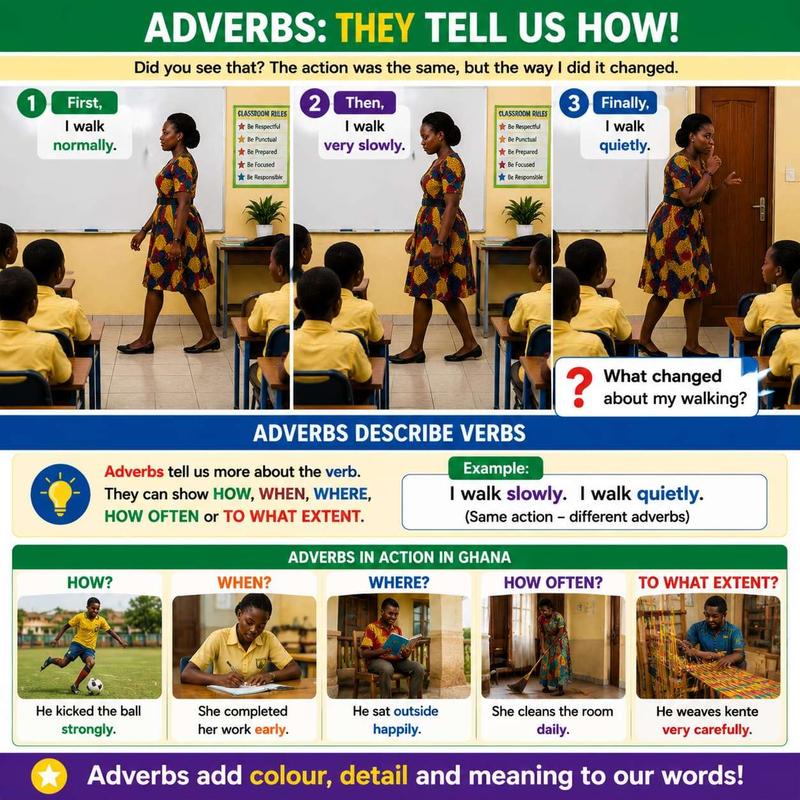 ADVERBS: THEY TELL US HOW!
Did you see that? The action was the same, but the way I did it changed.
1 First,
I walk
normally.
CLASSROOM RULES
Be Respectful
Be Punctual
Be Prepared
Be Focused
Be Responsible
2 Then,
I walk
very slowly.
CLASSROOM RULES
Be Respectful
Be Punctual
Be Prepared
Be Focused
Be Responsible
3 Finally,
I walk
quietly.
? What changed
about my walking?
ADVERBS DESCRIBE VERBS
Adverbs tell us more about the verb.
They can show HOW, WHEN, WHERE,
HOW OFTEN or TO WHAT EXTENT.
Example:
I walk slowly. I walk quietly.
(Same action – different adverbs)
ADVERBS IN ACTION IN GHANA
HOW?
He kicked the ball
strongly.
WHEN?
She completed
her work early.
WHERE?
He sat outside
happily.
HOW OFTEN?
She cleans the room
daily.
TO WHAT EXTENT?
He weaves kente
very carefully.
Adverbs add colour, detail and meaning to our words!